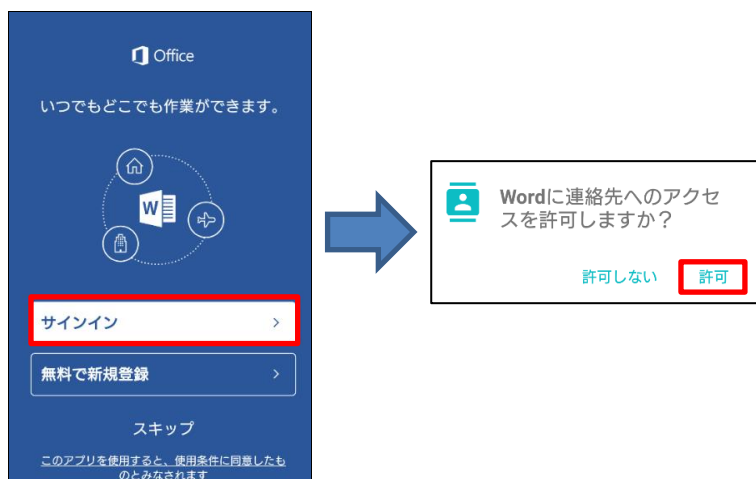 Office
いつでもどこでも作業ができます。
W
サインイン
無料で新規登録
スキップ
このアプリを使用すると、使用条件に同意したも
のとみなされます
Wordに連絡先へのアクセ
スを許可しますか？
許可しない 許可